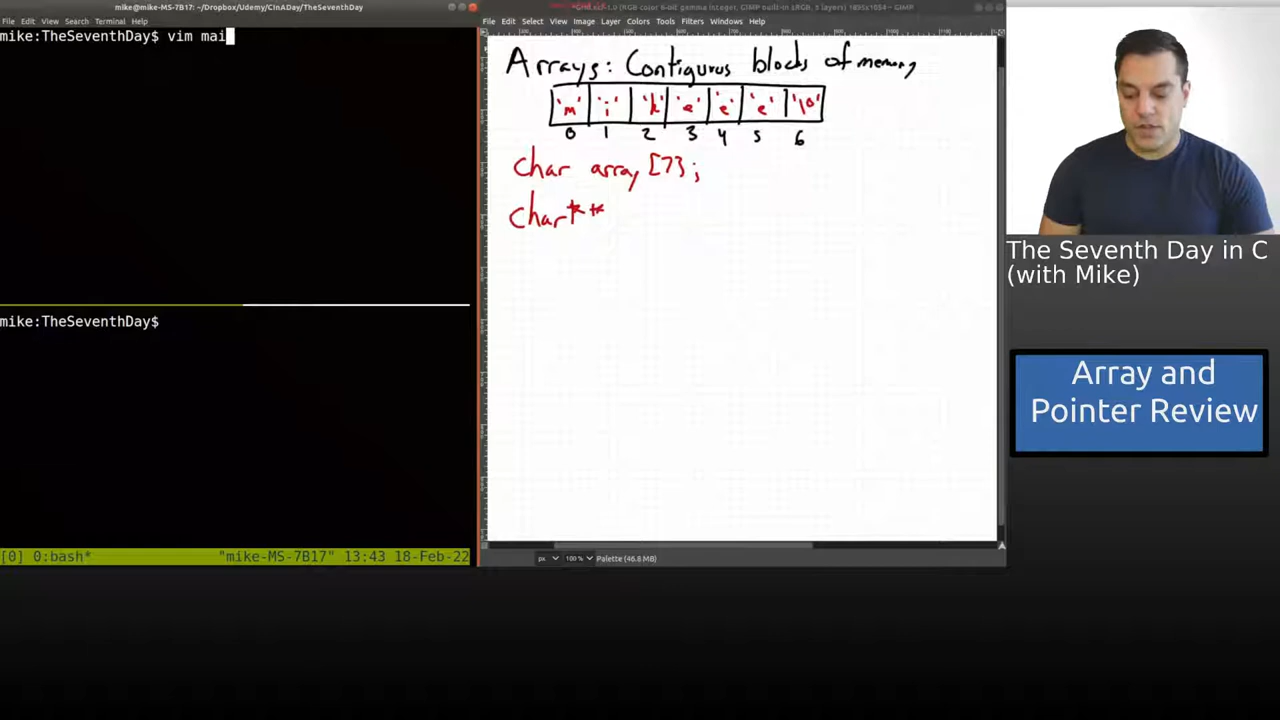 mike@mike-MS-7B17: ~/Dropbox/Udemy/CInADay/TheSeventhDay
File Edit View Search Terminal Help
mike:TheSeventhDay$ vim mai
mike:TheSeventhDay$
[0] 0:bash* "mike-MS-7B17" 13:43 18-Feb-22
File Edit Select View Image Layer Colors Tools Filters Windows Help
Arrays: Contigurus blocks of memory
'm' 'i' 'k' 'e' 'e' 'e' '\0'
0 1 2 3 4 5 6
char array [7];
char**
px 100 % Palette (46.8 MB)
The Seventh Day in C
(with Mike)
Array and
Pointer Review